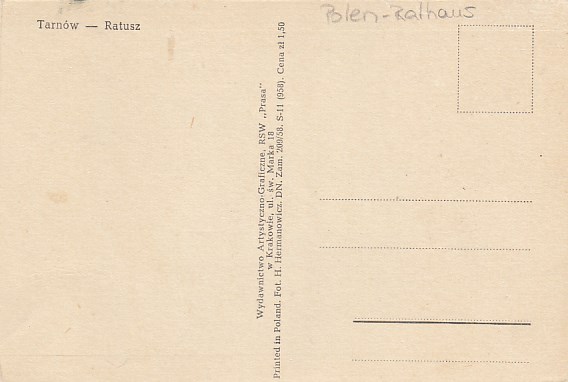 Tarnów — Ratusz
Polen-Rathaus
Wydawnictwo Artystyczno-Graficzne, RSW „Prasa"
w Krakowie, ul. św. Marka 18
Printed in Poland. Fot. H. Hermanowicz. DN. Zam. 209/58. S-11 (958). Cena zł 1,50